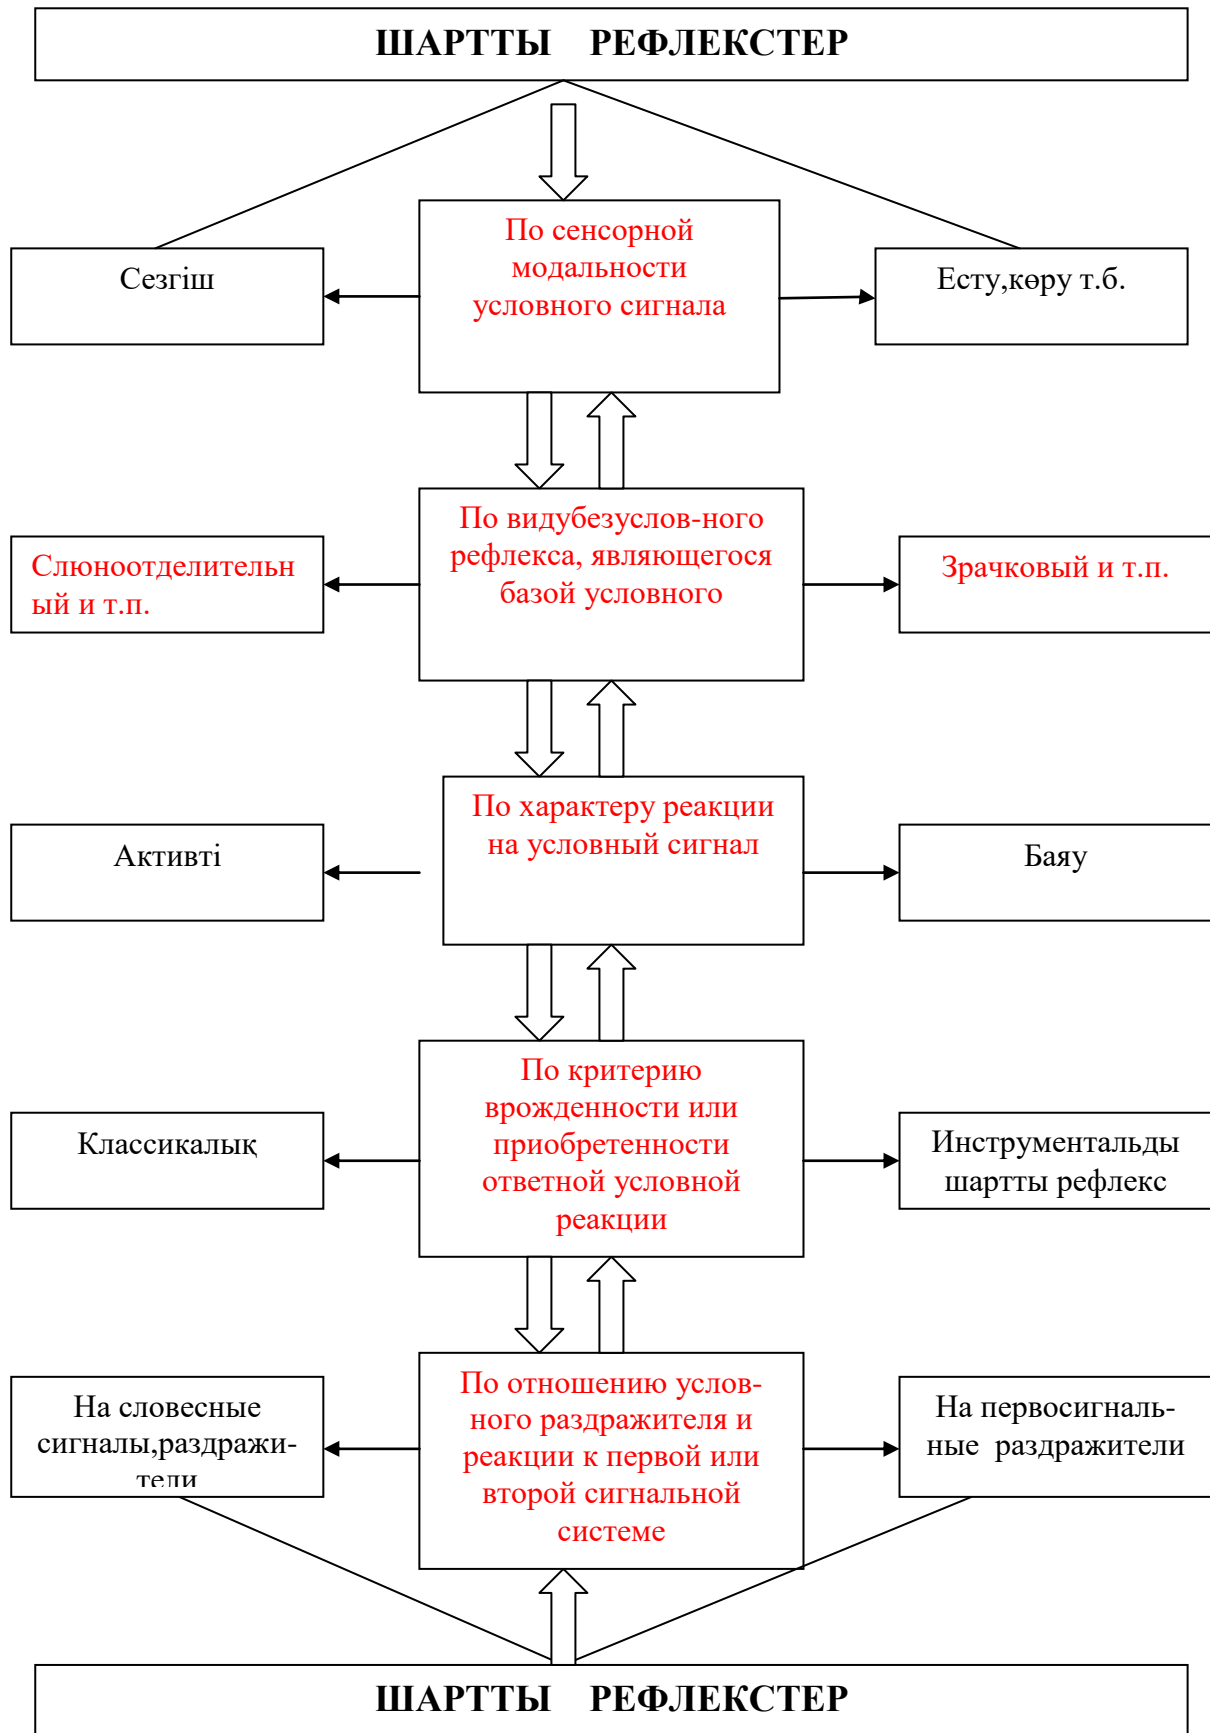 ШАРТТЫ РЕФЛЕКСТЕР
По сенсорной
модальности
условного сигнала
Сезгіш
Есту,көру т.б.
По видубезуслов-ного
рефлекса, являющегося
базой условного
Слюноотделительн
ый и т.п.
Зрачковый и т.п.
По характеру реакции
на условный сигнал
Активті
Баяу
По критерию
врожденности или
приобретенности
ответной условной
реакции
Классикалық
Инструментальды
шартты рефлекс
На словесные
сигналы,раздражи-
тели
По отношению услов-
ного раздражителя и
реакции к первой или
второй сигнальной
системе
На первосигналь-
ные раздражители
ШАРТТЫ РЕФЛЕКСТЕР